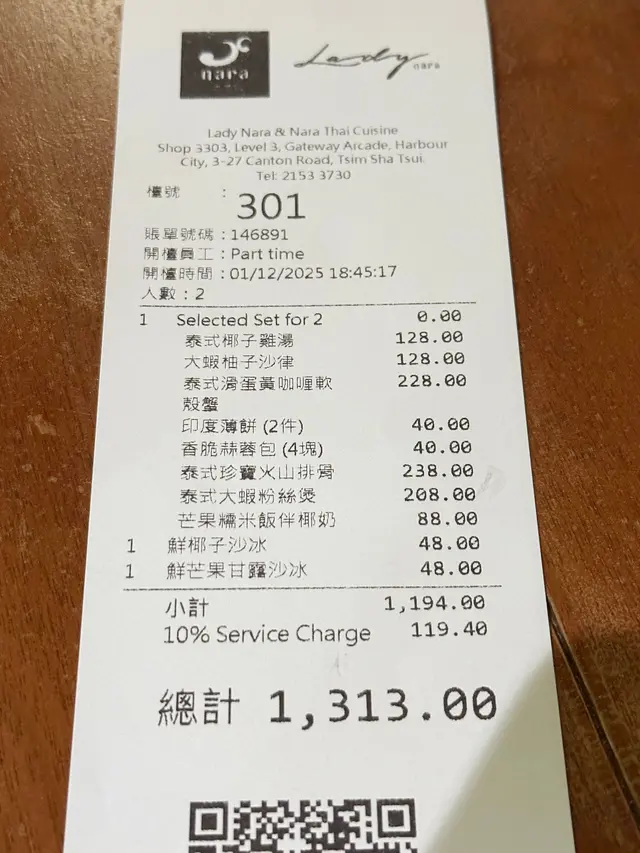 nara
Lady
nara
Lady Nara & Nara Thai Cuisine
Shop 3303, Level 3, Gateway Arcade, Harbour
City, 3-27 Canton Road, Tsim Sha Tsui.
Tel: 2153 3730
檯號 : 301
賬單號碼 : 146891
開檯員工 : Part time
開檯時間 : 01/12/2025 18:45:17
人數 : 2
1 Selected Set for 2 0.00
泰式椰子雞湯 128.00
大蝦柚子沙律 128.00
泰式滑蛋黃咖喱軟 228.00
殼蟹
印度薄餅 (2件) 40.00
香脆蒜蓉包 (4塊) 40.00
泰式珍寶火山排骨 238.00
泰式大蝦粉絲煲 208.00
芒果糯米飯伴椰奶 88.00
1 鮮椰子沙冰 48.00
1 鮮芒果甘露沙冰 48.00
小計 1,194.00
10% Service Charge 119.40
總計 1,313.00